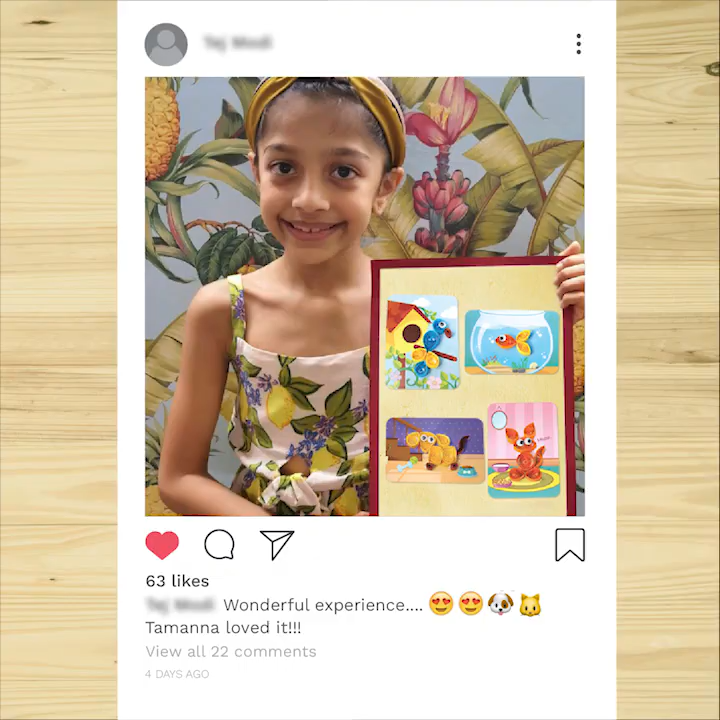 63 likes
Wonderful experience.... 😍😍🐶🐱
Tamanna loved it!!!
View all 22 comments
4 DAYS AGO